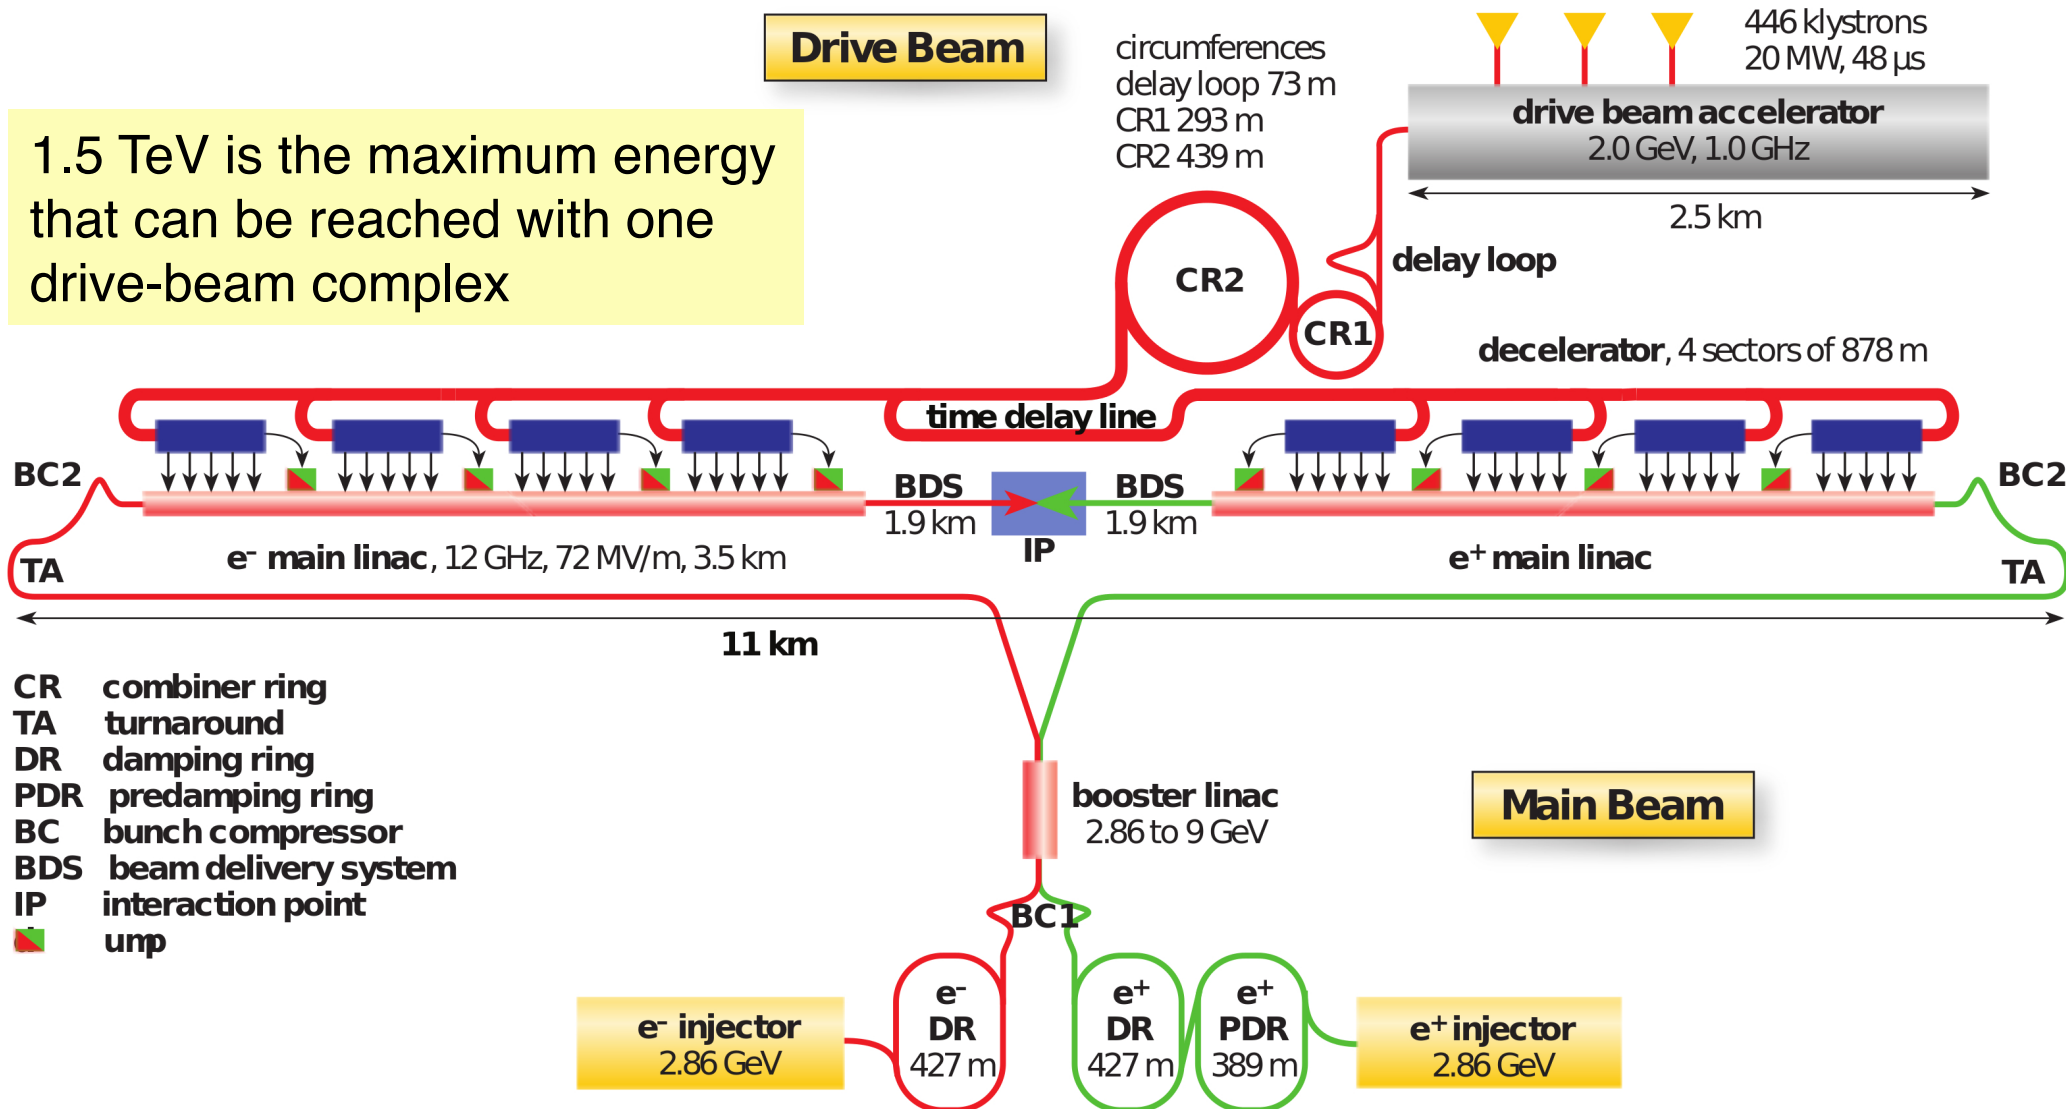 Drive Beam
circumferences
delay loop 73 m
CR1 293 m
CR2 439 m
446 klystrons
20 MW, 48 µs
drive beam accelerator
2.0 GeV, 1.0 GHz
2.5 km
1.5 TeV is the maximum energy
that can be reached with one
drive-beam complex
CR2
CR1
delay loop
decelerator, 4 sectors of 878 m
time delay line
BC2
BDS
1.9 km
IP
BDS
1.9 km
BC2
TA
e⁻ main linac, 12 GHz, 72 MV/m, 3.5 km
e⁺ main linac
TA
11 km
CR combiner ring
TA turnaround
DR damping ring
PDR predamping ring
BC bunch compressor
BDS beam delivery system
IP interaction point
d ump
booster linac
2.86 to 9 GeV
Main Beam
BC1
e⁻ injector
2.86 GeV
e⁻
DR
427 m
e⁺
DR
427 m
e⁺
PDR
389 m
e⁺ injector
2.86 GeV